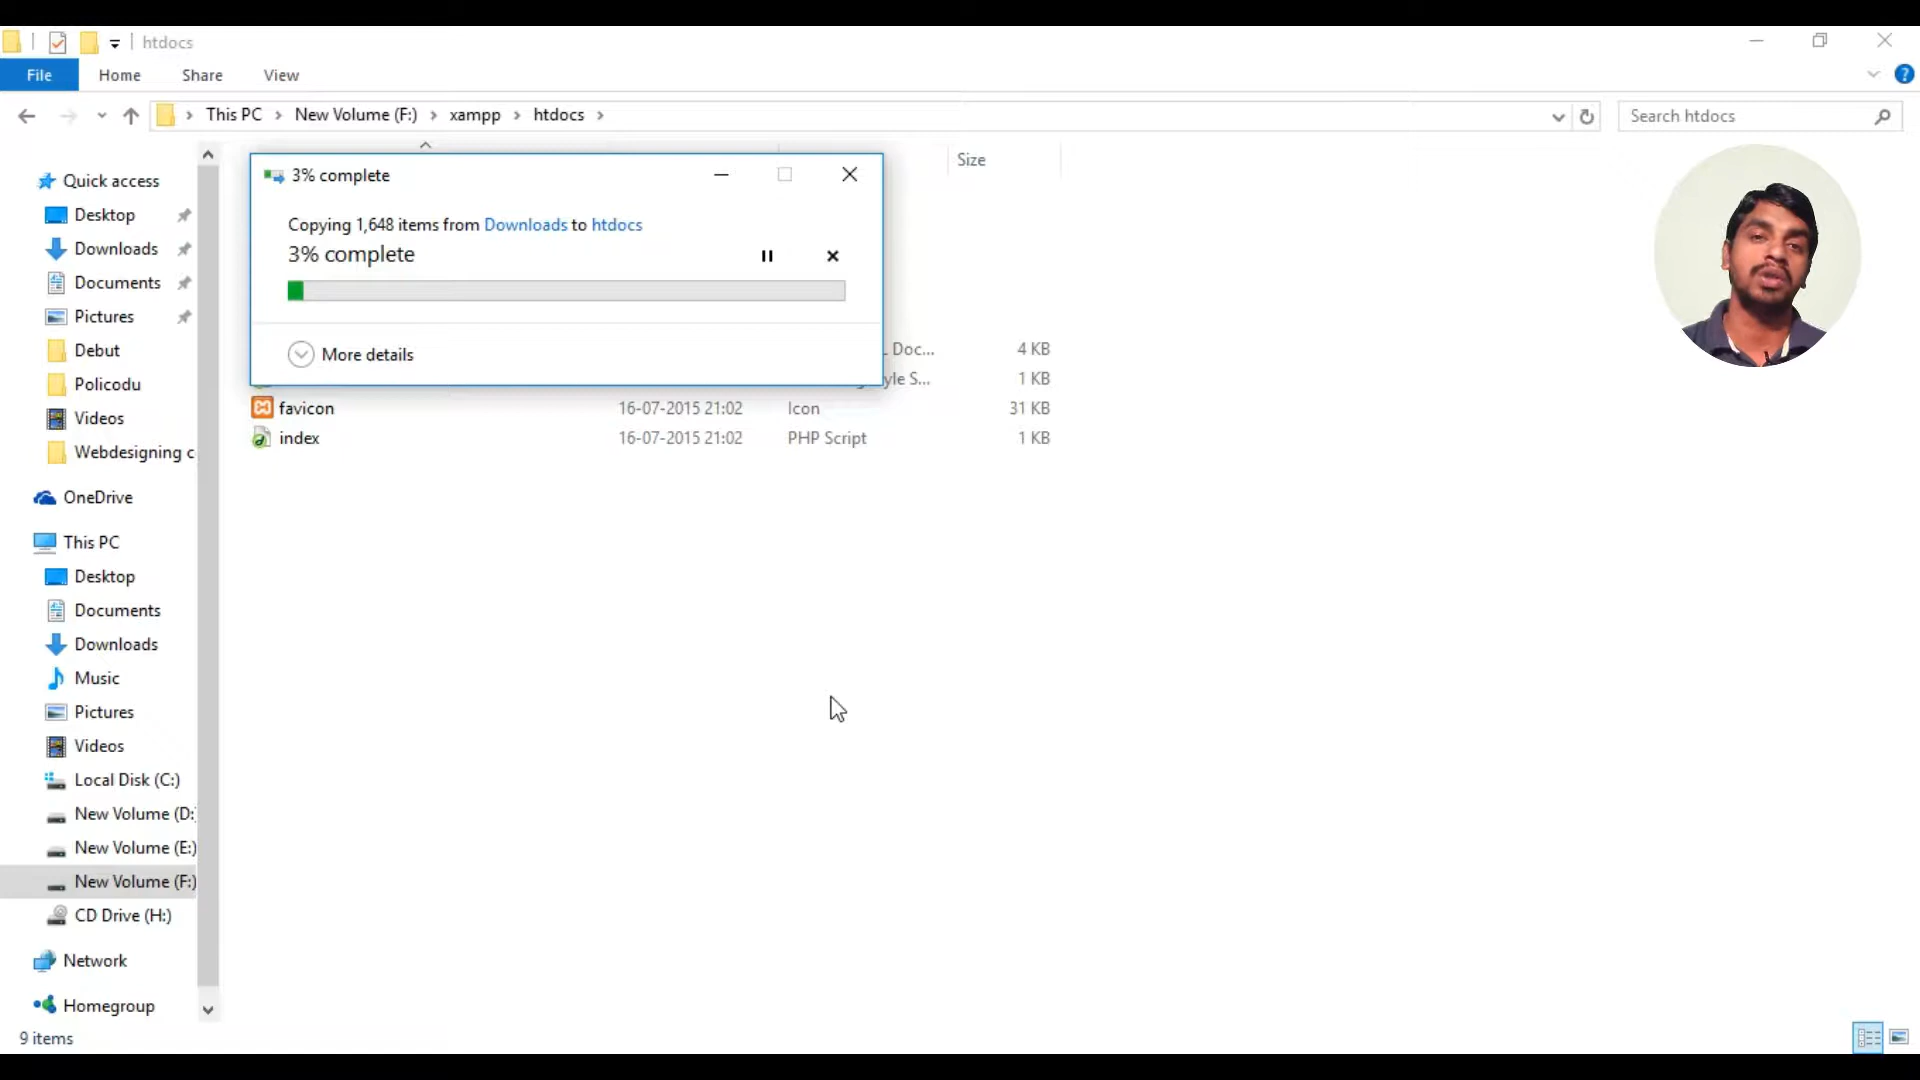 htdocs
File Home Share View
This PC New Volume (F:) xampp htdocs
Search htdocs
Size
3% complete
Copying 1,648 items from Downloads to htdocs
3% complete
More details
Doc... 4 KB
yle S... 1 KB
favicon 16-07-2015 21:02 Icon 31 KB
index 16-07-2015 21:02 PHP Script 1 KB
Quick access
Desktop
Downloads
Documents
Pictures
Debut
Policodu
Videos
Webdesigning c
OneDrive
This PC
Desktop
Documents
Downloads
Music
Pictures
Videos
Local Disk (C:)
New Volume (D:
New Volume (E:)
New Volume (F:)
CD Drive (H:)
Network
Homegroup
9 items